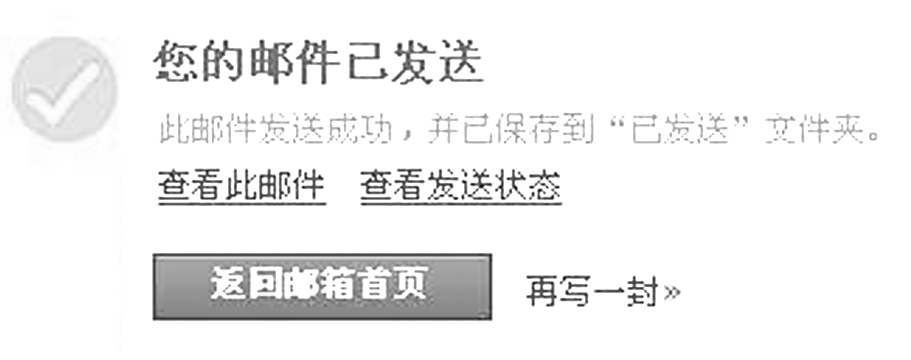 您的邮件已发送
此邮件发送成功，并已保存到“已发送”文件夹。
查看此邮件 查看发送状态
返回邮箱首页 再写一封»